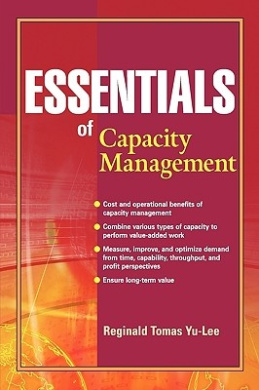 ESSENTIALS
of Capacity
Management
Cost and operational benefits of
capacity management
Combine various types of capacity to
perform value-added work
Measure, improve, and optimize demand
from time, capability, throughput, and
profit perspectives
Ensure long-term value
Reginald Tomas Yu-Lee